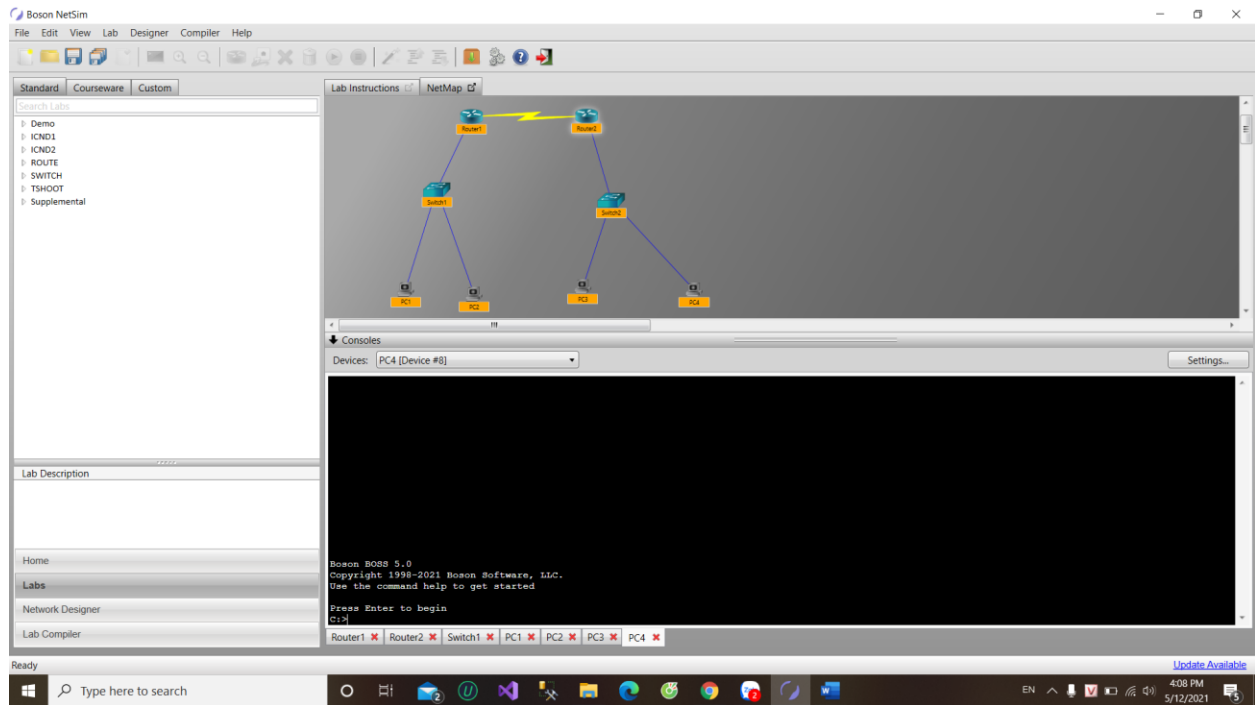 Boson NetSim
File Edit View Lab Designer Compiler Help
Standard Courseware Custom
Search Labs
Demo
ICND1
ICND2
ROUTE
SWITCH
TSHOOT
Supplemental
Lab Description
Home
Labs
Network Designer
Lab Compiler
Lab Instructions NetMap
Router1 Router2
Switch1
Switch2
PC1 PC2 PC3 PC4
Consoles
Devices: PC4 [Device #8] Settings...
Boson BOSS 5.0
Copyright 1998-2021 Boson Software, LLC.
Use the command help to get started
Press Enter to begin
C:>
Router1 Router2 Switch1 PC1 PC2 PC3 PC4
Ready Update Available
Type here to search
EN
4:08 PM
5/12/2021